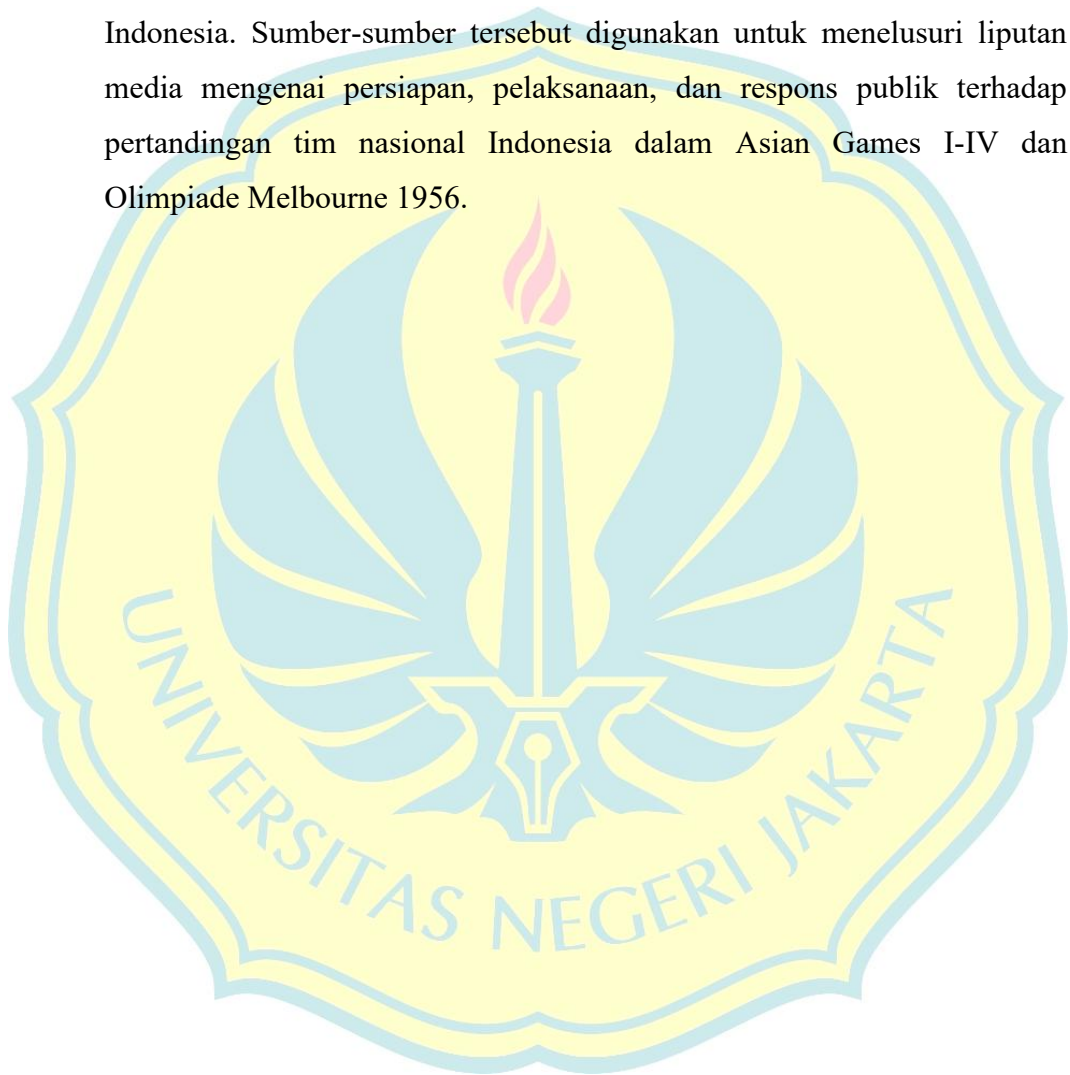 Indonesia. Sumber-sumber tersebut digunakan untuk menelusuri liputan
media mengenai persiapan, pelaksanaan, dan respons publik terhadap
pertandingan tim nasional Indonesia dalam Asian Games I-IV dan
Olimpiade Melbourne 1956.
UNIVERSITAS NEGERI JAKARTA